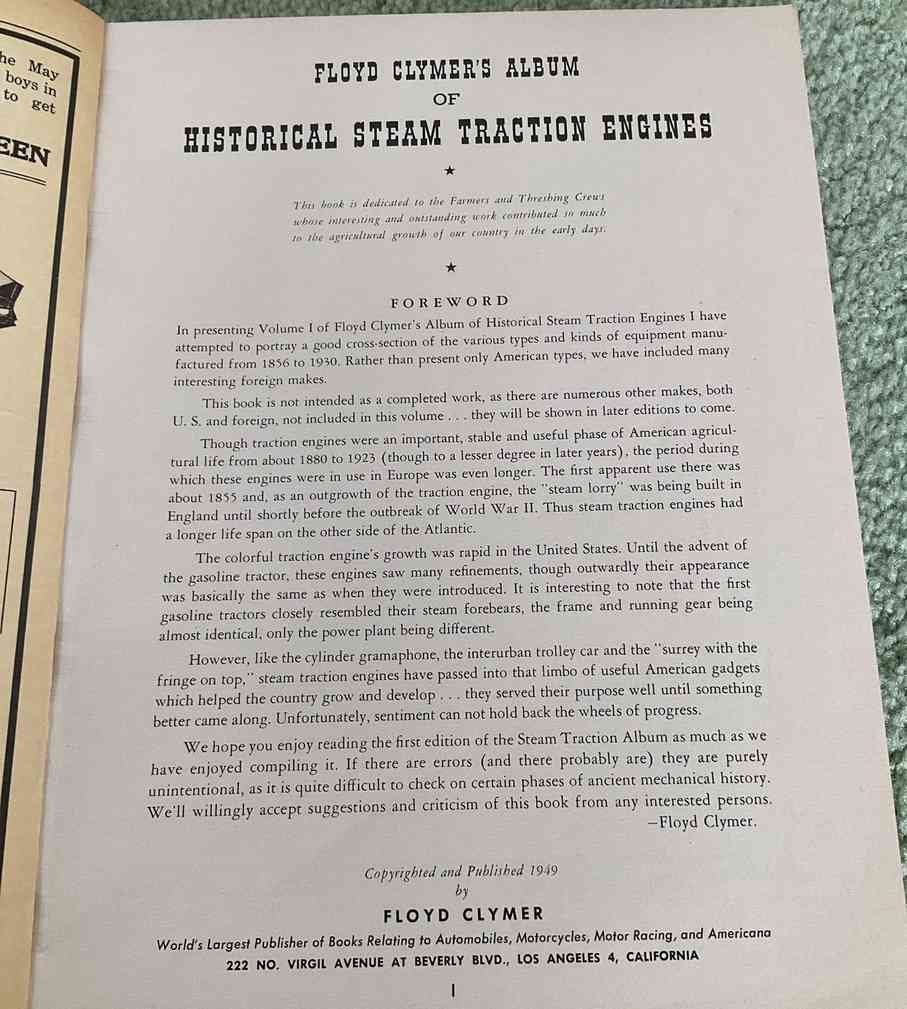 he May
boys in
to get
EEN
FLOYD CLYMER'S ALBUM
OF
HISTORICAL STEAM TRACTION ENGINES
★
This book is dedicated to the Farmers and Threshing Crews
whose interesting and outstanding work contributed so much
to the agricultural growth of our country in the early days.
★
FOREWORD
In presenting Volume I of Floyd Clymer's Album of Historical Steam Traction Engines I have
attempted to portray a good cross-section of the various types and kinds of equipment manu-
factured from 1856 to 1930. Rather than present only American types, we have included many
interesting foreign makes.
This book is not intended as a completed work, as there are numerous other makes, both
U. S. and foreign, not included in this volume . . . they will be shown in later editions to come.
Though traction engines were an important, stable and useful phase of American agricul-
tural life from about 1880 to 1923 (though to a lesser degree in later years), the period during
which these engines were in use in Europe was even longer. The first apparent use there was
about 1855 and, as an outgrowth of the traction engine, the "steam lorry" was being built in
England until shortly before the outbreak of World War II. Thus steam traction engines had
a longer life span on the other side of the Atlantic.
The colorful traction engine's growth was rapid in the United States. Until the advent of
the gasoline tractor, these engines saw many refinements, though outwardly their appearance
was basically the same as when they were introduced. It is interesting to note that the first
gasoline tractors closely resembled their steam forebears, the frame and running gear being
almost identical, only the power plant being different.
However, like the cylinder gramaphone, the interurban trolley car and the "surrey with the
fringe on top," steam traction engines have passed into that limbo of useful American gadgets
which helped the country grow and develop . . . they served their purpose well until something
better came along. Unfortunately, sentiment can not hold back the wheels of progress.
We hope you enjoy reading the first edition of the Steam Traction Album as much as we
have enjoyed compiling it. If there are errors (and there probably are) they are purely
unintentional, as it is quite difficult to check on certain phases of ancient mechanical history.
We'll willingly accept suggestions and criticism of this book from any interested persons.
—Floyd Clymer.
Copyrighted and Published 1949
by
FLOYD CLYMER
World's Largest Publisher of Books Relating to Automobiles, Motorcycles, Motor Racing, and Americana
222 NO. VIRGIL AVENUE AT BEVERLY BLVD., LOS ANGELES 4, CALIFORNIA
1